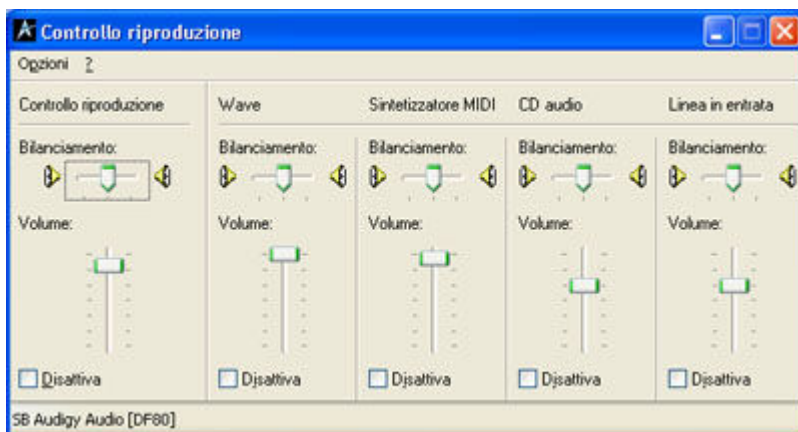 Controllo riproduzione
Opzioni ?
Controllo riproduzione Wave Sintetizzatore MIDI CD audio Linea in entrata
Bilanciamento: Bilanciamento: Bilanciamento: Bilanciamento: Bilanciamento:
Volume: Volume: Volume: Volume: Volume:
Disattiva Disattiva Disattiva Disattiva Disattiva
SB Audigy Audio [DF80]